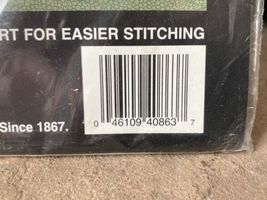 RT FOR EASIER STITCHING
Since 1867.
0 46109 40863 7